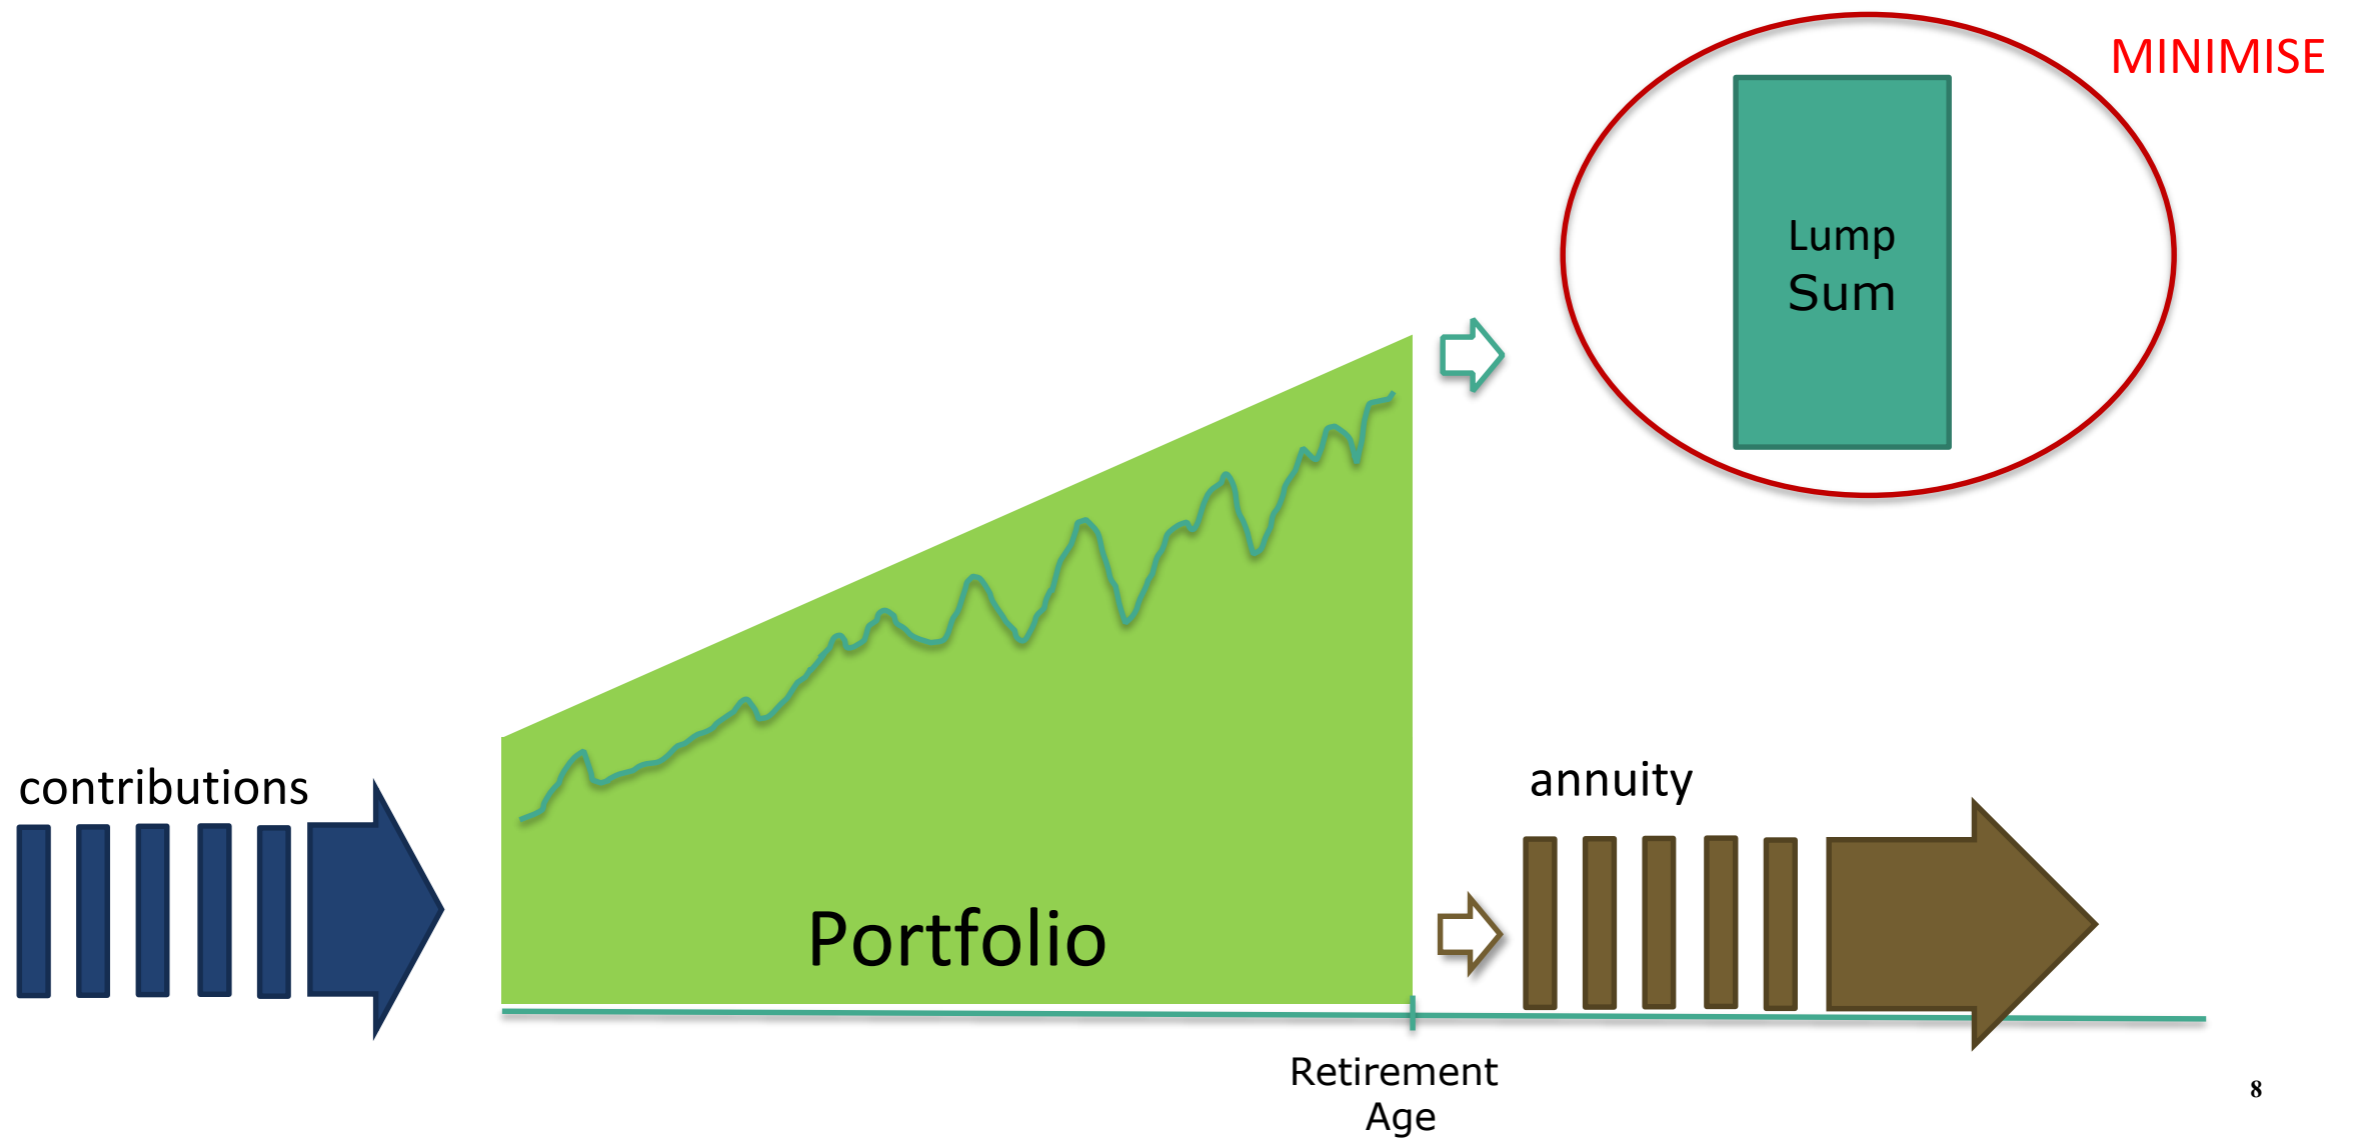 MINIMISE
Lump
Sum
contributions
Portfolio
annuity
Retirement
Age
8